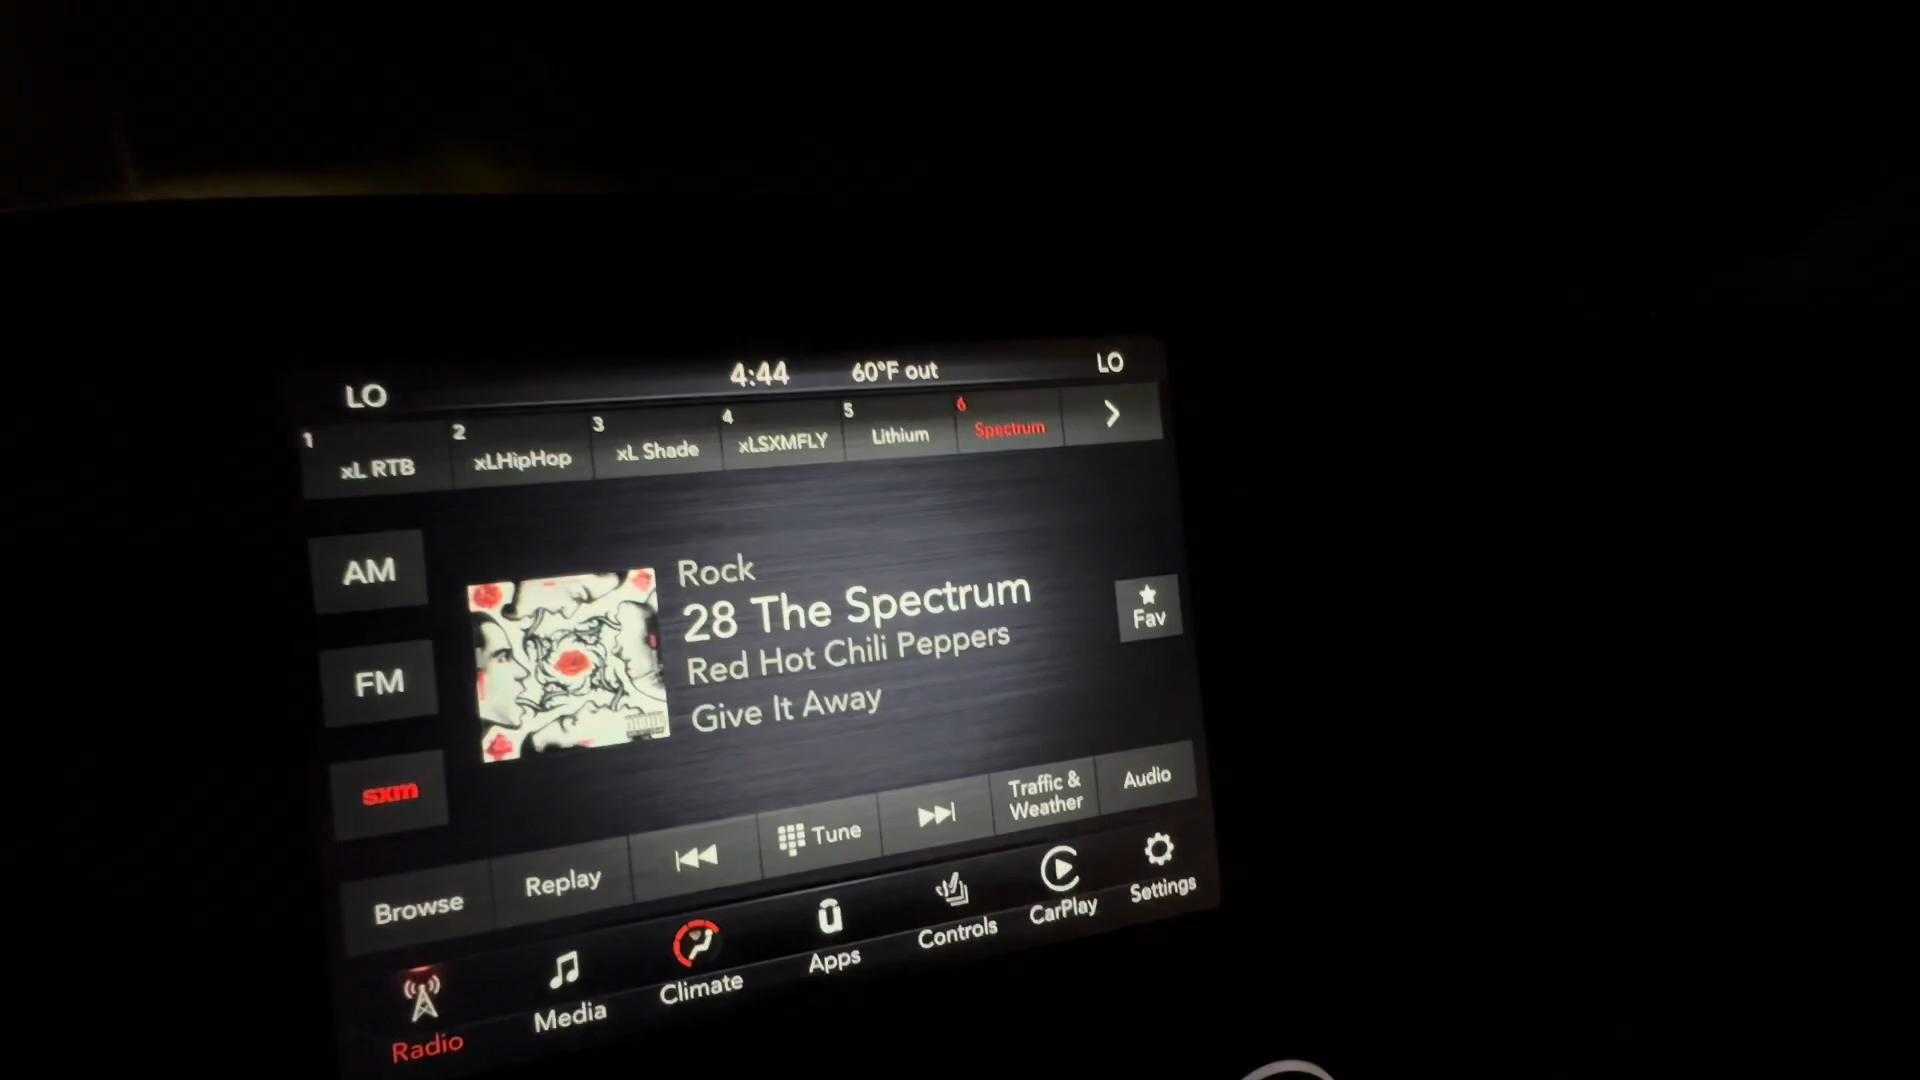 LO 4:44 60°F out LO
1 xL RTB 2 xLHipHop 3 xL Shade 4 xLSXMFLY 5 Lithium 6 Spectrum
AM
FM
sxm
Rock
28 The Spectrum
Red Hot Chili Peppers
Give It Away
Fav
Browse Replay Tune Traffic & Weather Audio
Radio Media Climate Apps Controls CarPlay Settings